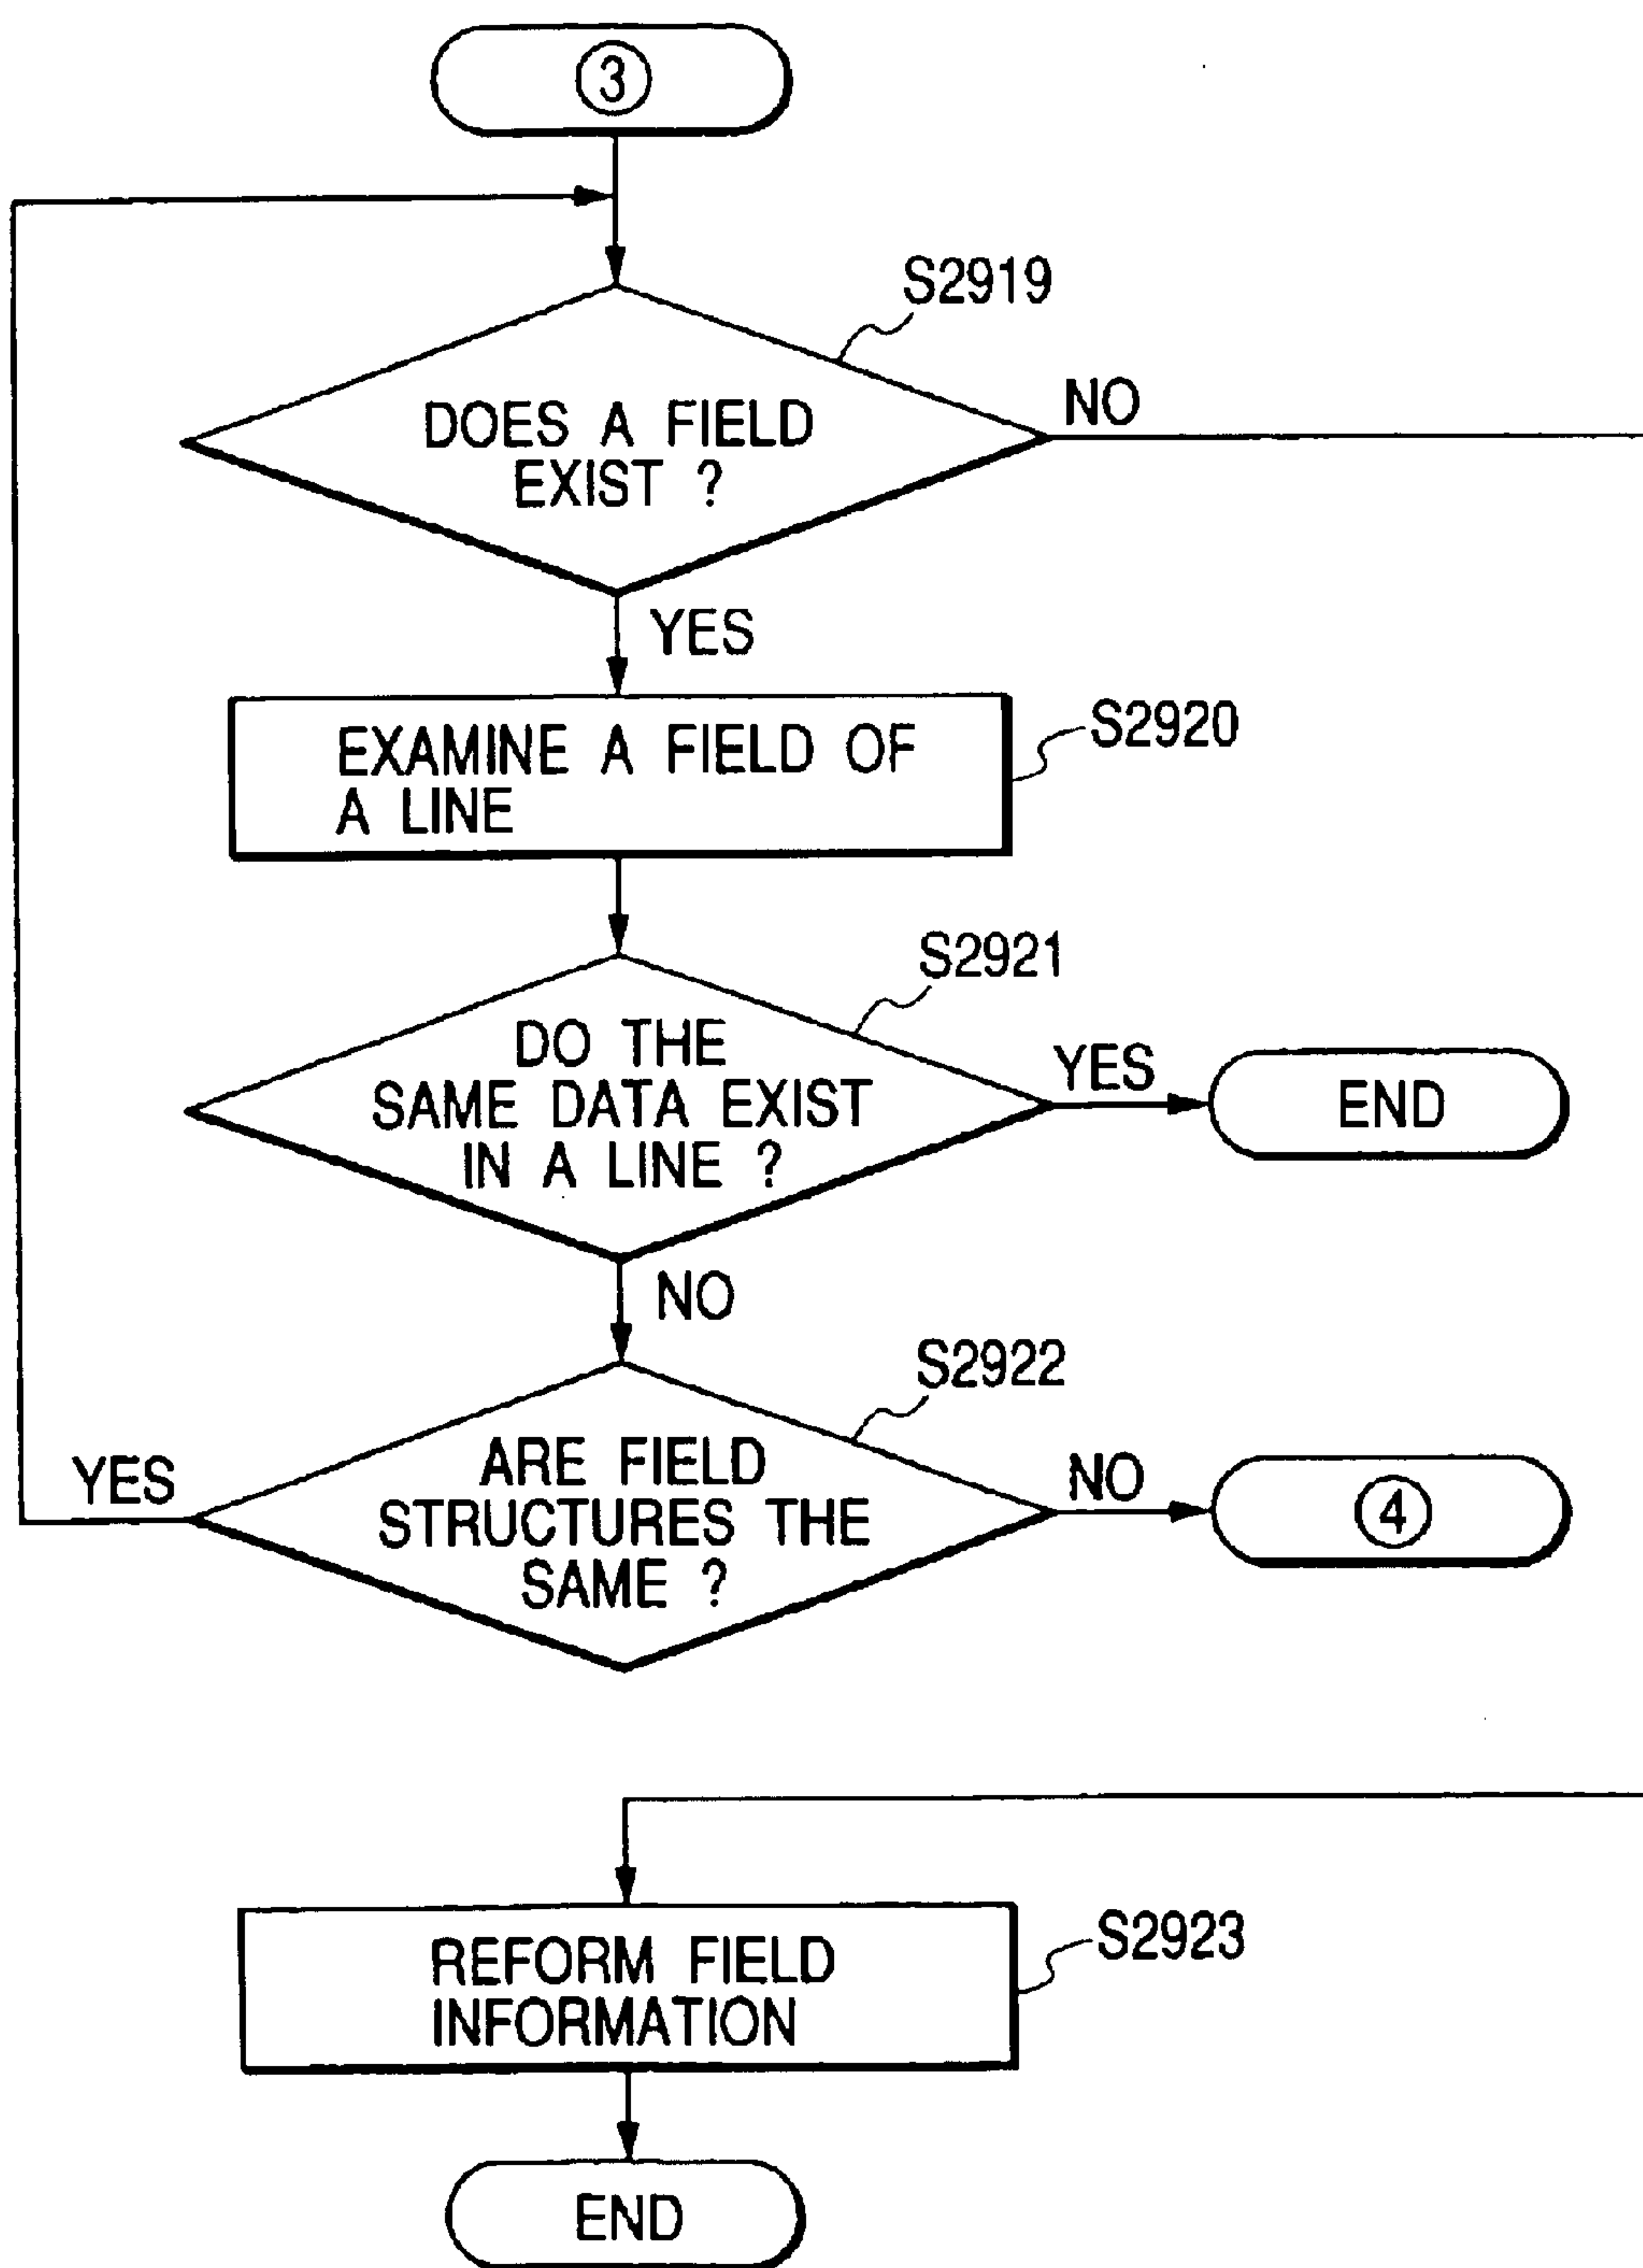 3
S2919
DOES A FIELD
EXIST ?
NO
YES
EXAMINE A FIELD OF
A LINE
S2920
S2921
DO THE
SAME DATA EXIST
IN A LINE ?
YES
END
NO
S2922
ARE FIELD
STRUCTURES THE
SAME ?
YES
NO
4
REFORM FIELD
INFORMATION
S2923
END